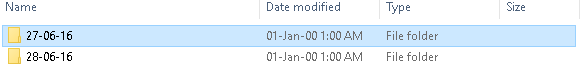 Name Date modified Type Size
27-06-16 01-Jan-00 1:00 AM File folder
28-06-16 01-Jan-00 1:00 AM File folder